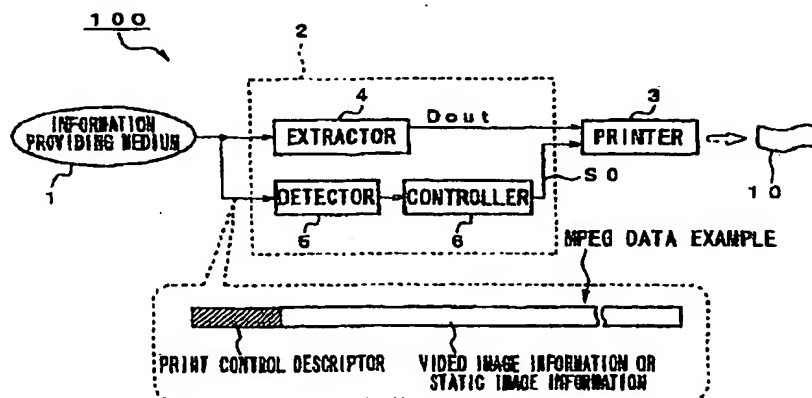 100
2
4
3
INFORMATION
PROVIDING MEDIUM
EXTRACTOR
Dout
PRINTER
1
S0
10
DETECTOR
CONTROLLER
5
6
MPEG DATA EXAMPLE
PRINT CONTROL DESCRIPTOR
VIDEO IMAGE INFORMATION OR
STATIC IMAGE INFORMATION